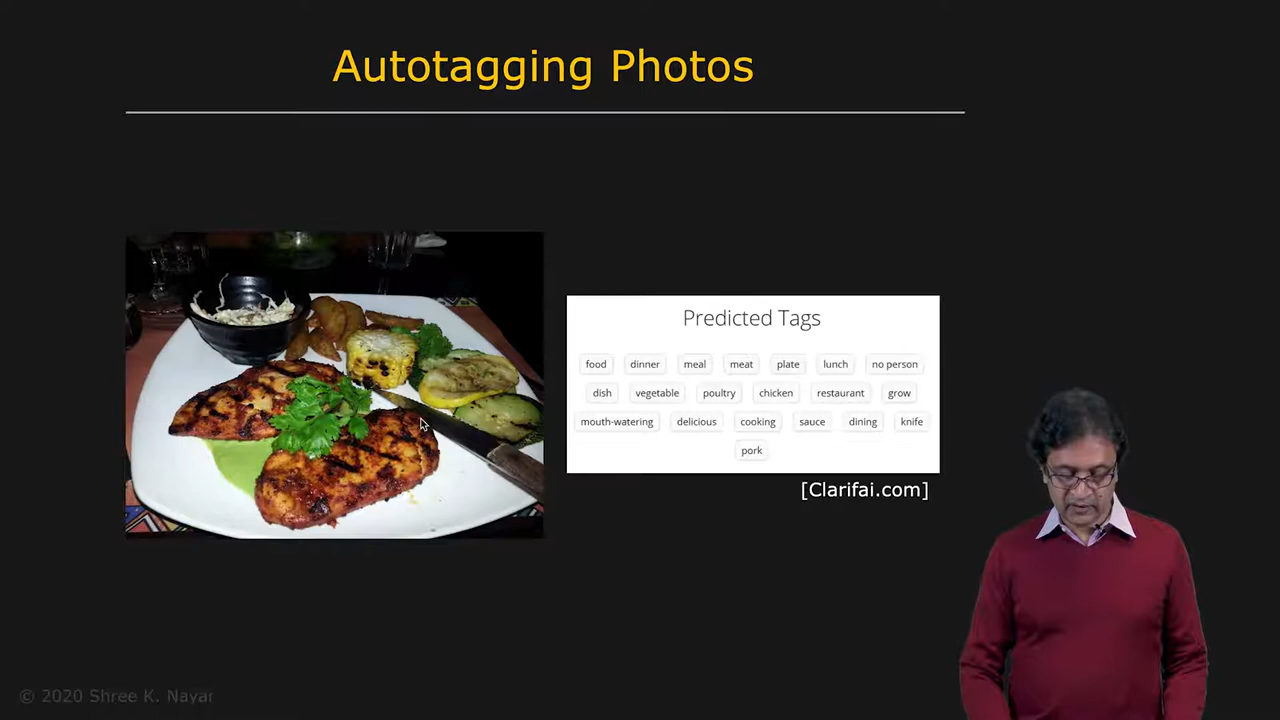 Autotagging Photos
Predicted Tags
food dinner meal meat plate lunch no person
dish vegetable poultry chicken restaurant grow
mouth-watering delicious cooking sauce dining knife
pork
[Clarifai.com]
© 2020 Shree K. Nayar